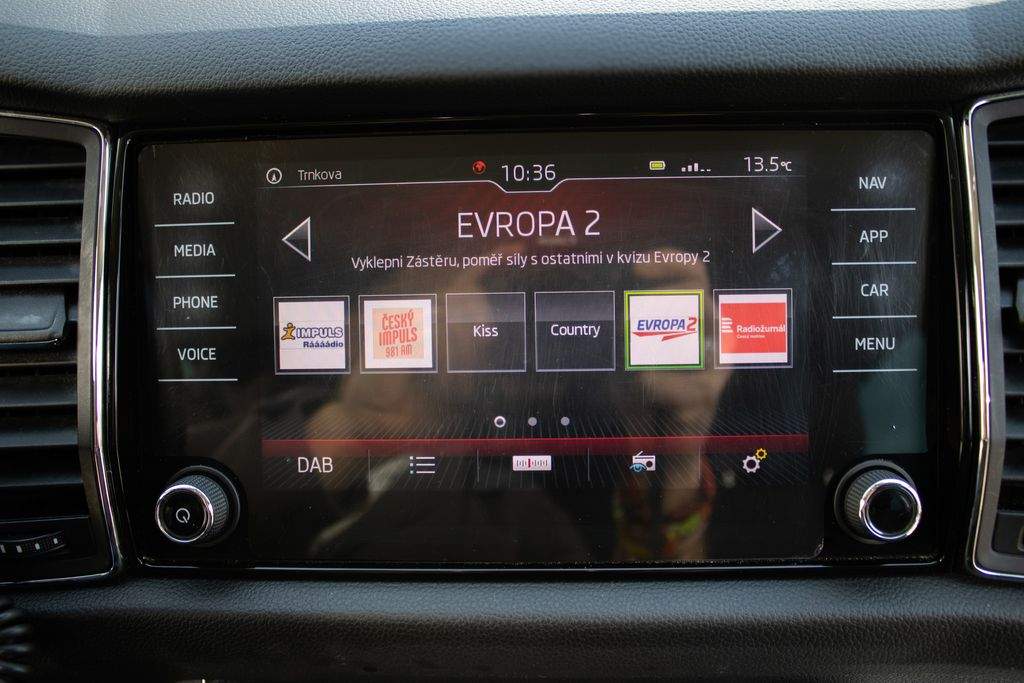 Trnkova
10:36
13.5°C
RADIO
MEDIA
PHONE
VOICE
EVROPA 2
Vyklepni Zástěru, poměř síly s ostatními v kvizu Evropy 2
IMPULS
Ráááádio
ČESKÝ
IMPULS
981 AM
Kiss
Country
EVROPA 2
Radiožurnál
NAV
APP
CAR
MENU
DAB